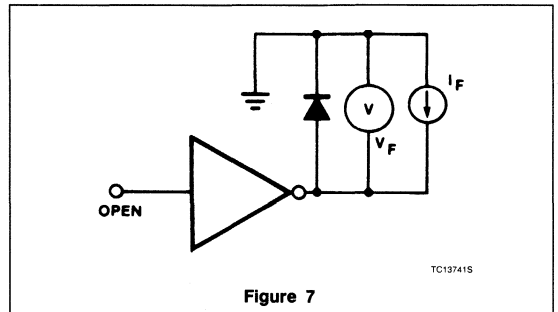 I F
V
V F
OPEN
TC13741S
Figure 7